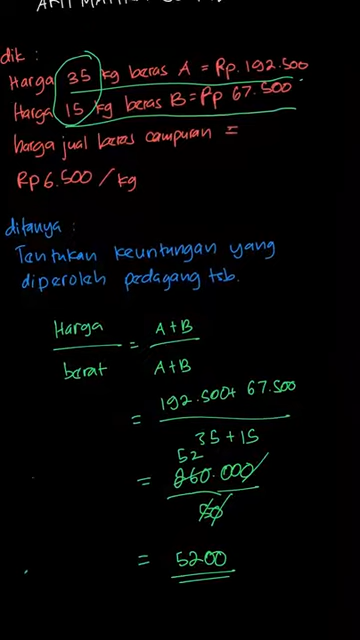 dik :
Harga 35 kg beras A = Rp. 192.500
Harga 15 kg beras B = Rp 67.500
harga jual beras campuran =
Rp 6.500 / kg
ditanya :
Tentukan keuntungan yang
diperoleh pedagang tsb.
Harga / berat = A+B / A+B
= 192.500 + 67.500 / 35 + 15
52
= 260.000 / 50
= 5200